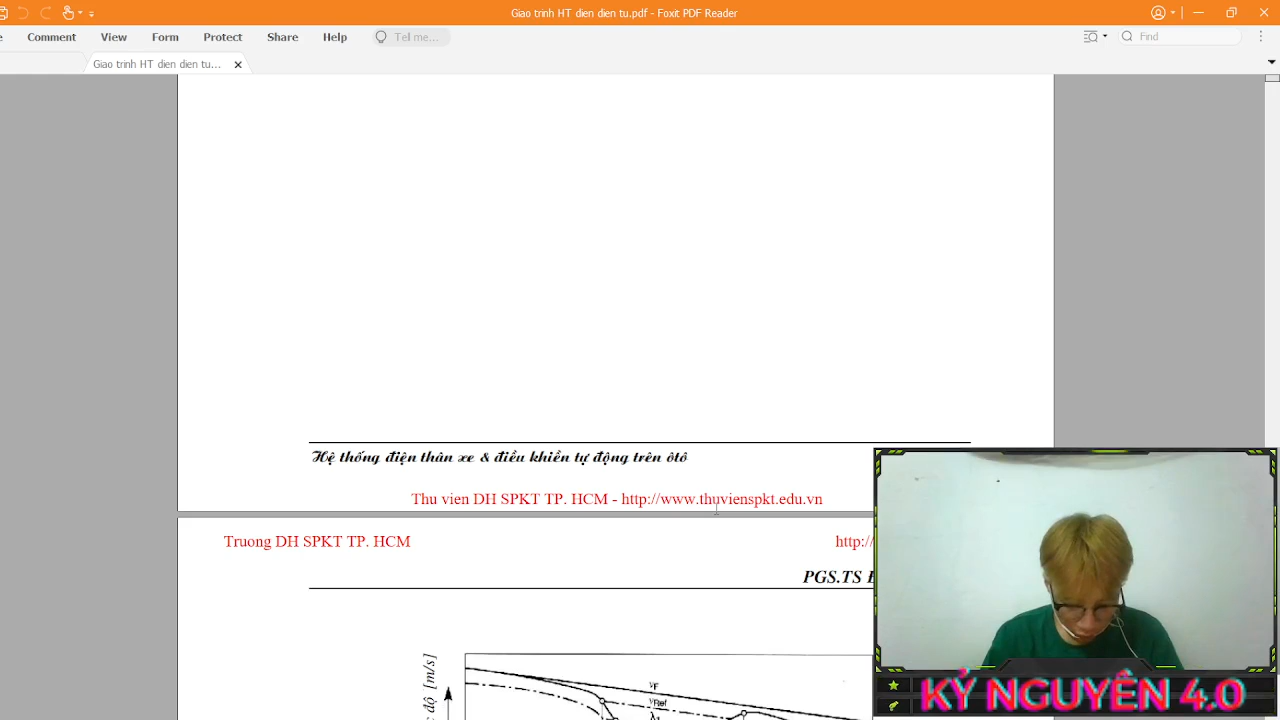 Giao trinh HT dien dien tu.pdf - Foxit PDF Reader
Comment View Form Protect Share Help Tell me... Find
Giao trinh HT dien dien tu...
Hệ thống điện thân xe & điều khiển tự động trên ôtô
Thu vien DH SPKT TP. HCM - http://www.thuvienspkt.edu.vn
Truong DH SPKT TP. HCM http://
PGS.TS
[m/s]
vF
vRef
λ1
KỶ NGUYÊN 4.0